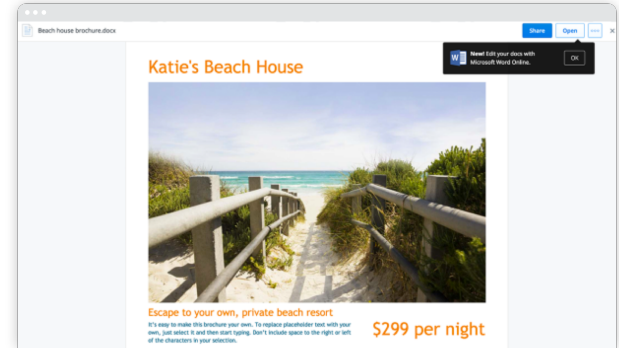 Beach house brochure.docx
Share
Open
New! Edit your docs with
Microsoft Word Online.
OK
Katie's Beach House
Escape to your own, private beach resort
It's easy to make this brochure your own. To replace placeholder text with your
own, just select it and then start typing. Don't include space to the right or left
of the characters in your selection.
$299 per night